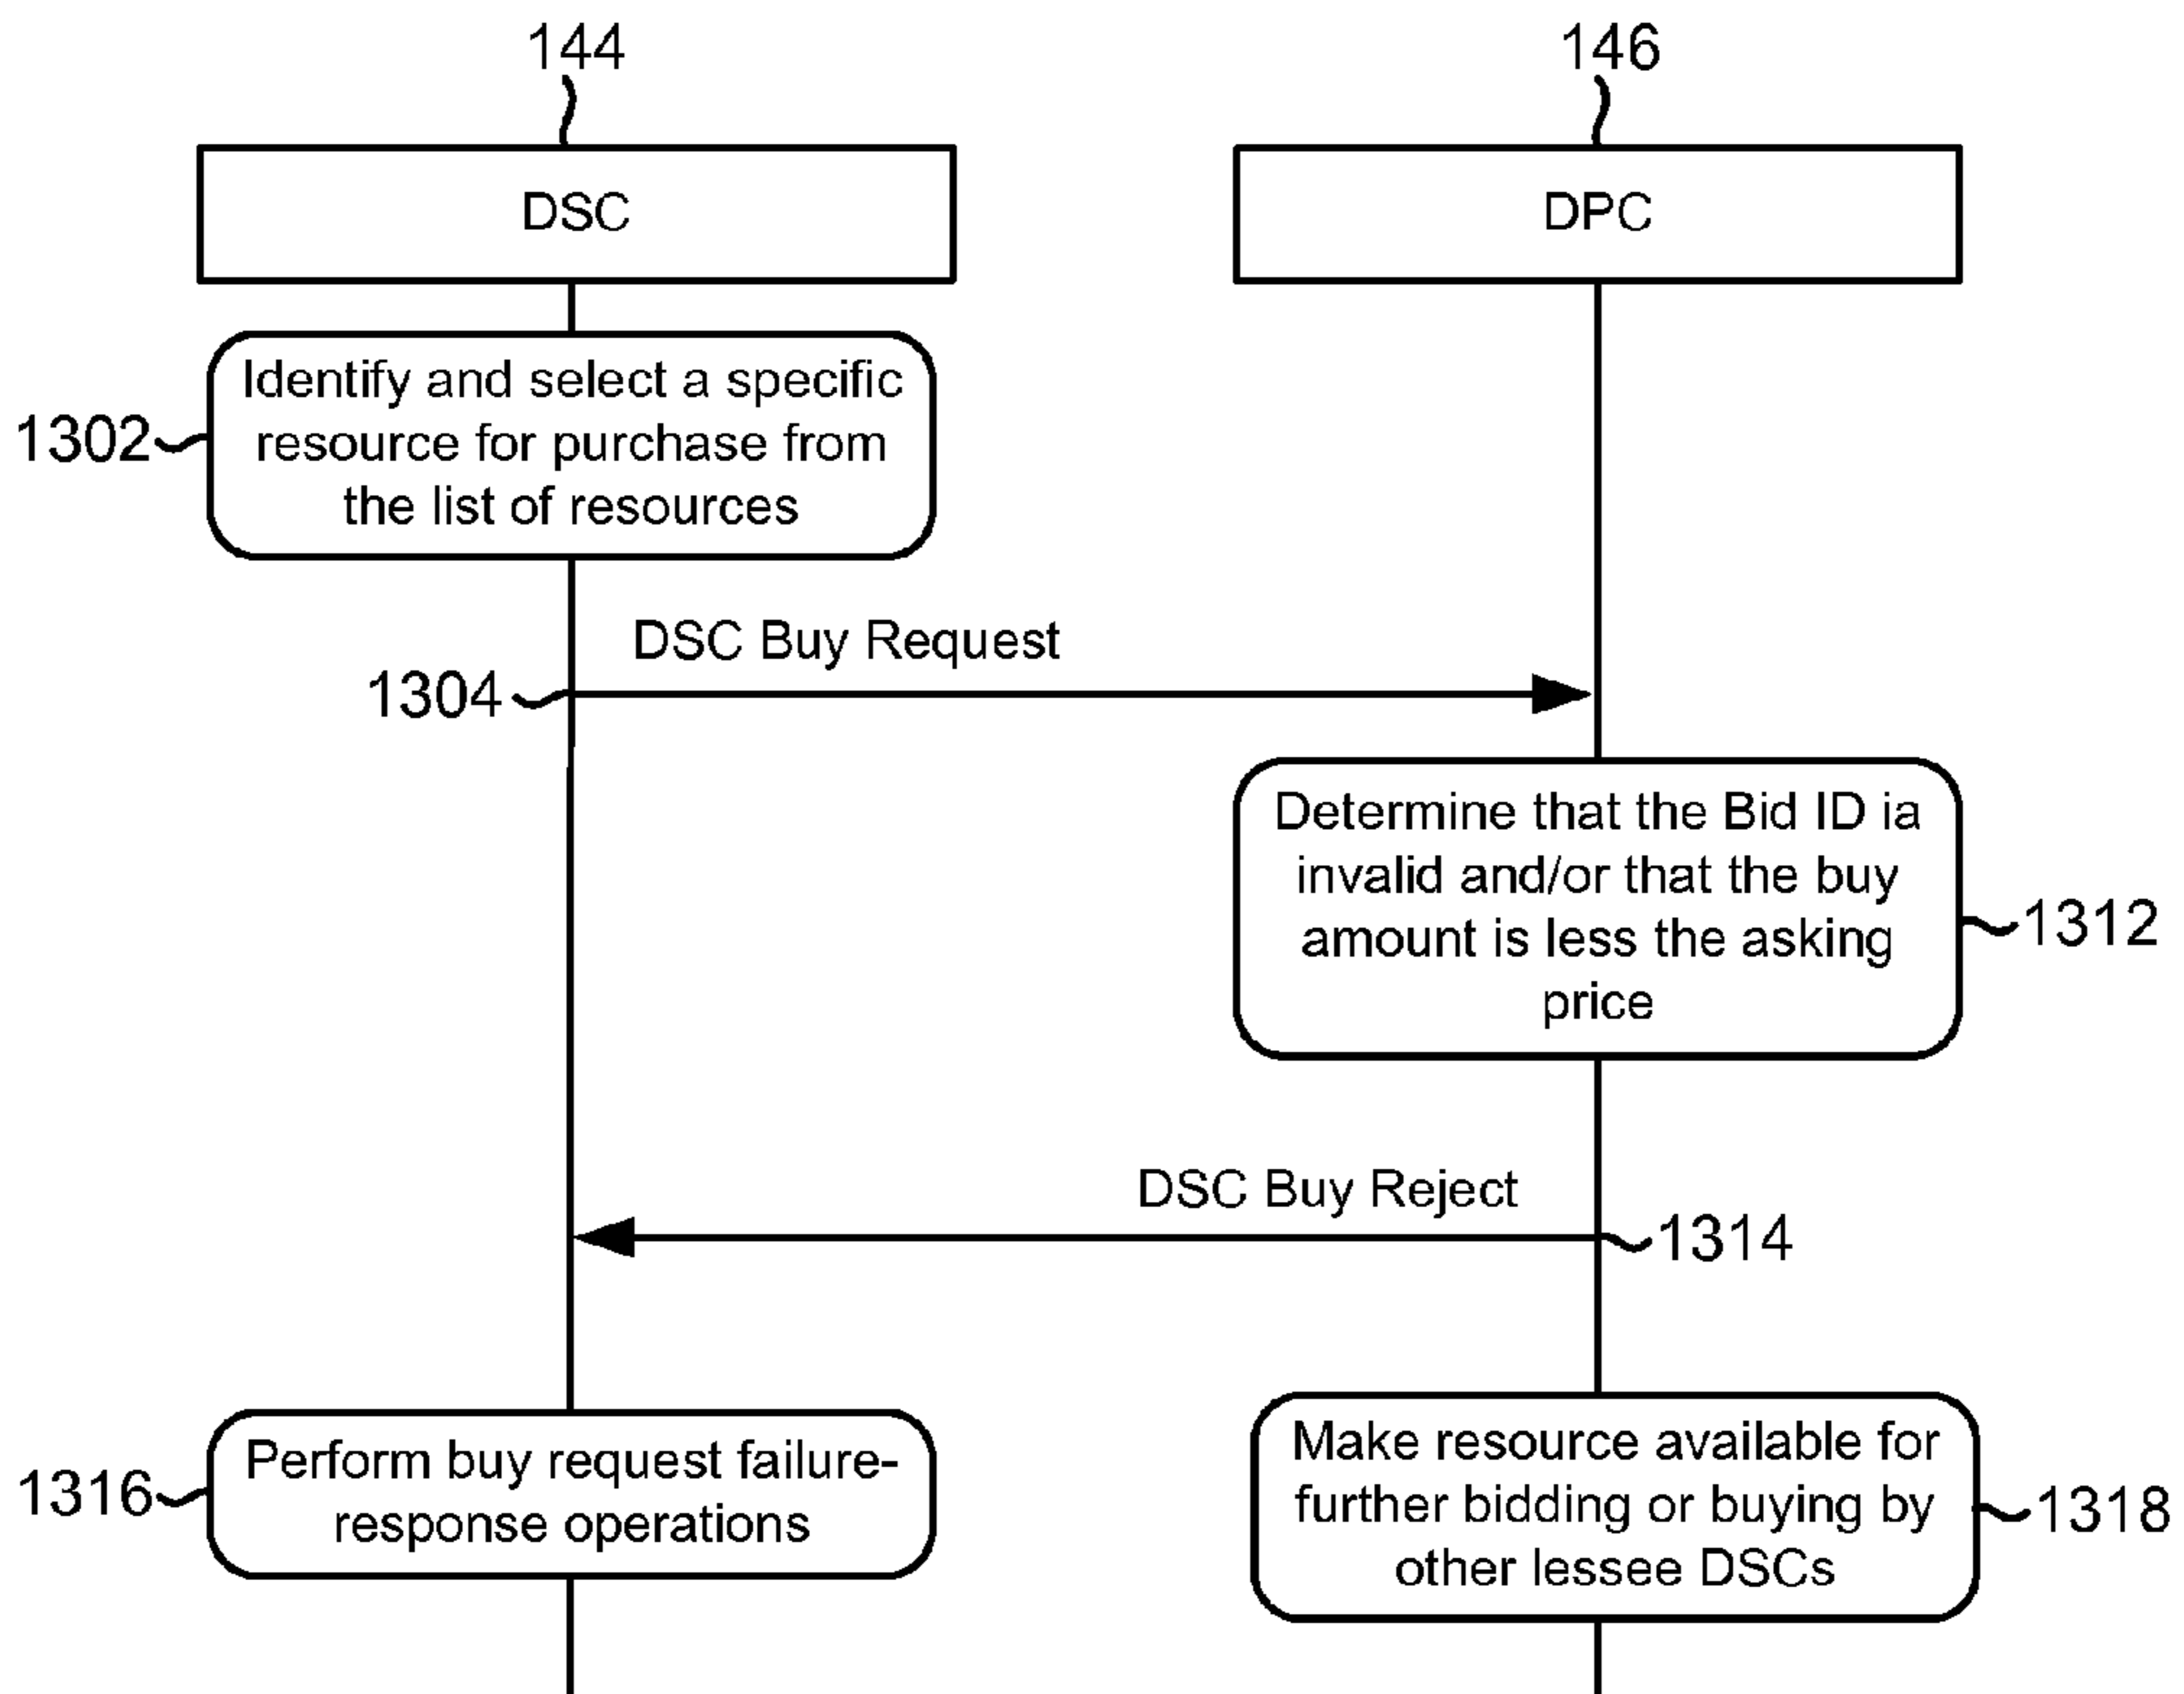 144
146
DSC
DPC
Identify and select a specific
resource for purchase from
the list of resources
1302
DSC Buy Request
1304
Determine that the Bid ID ia
invalid and/or that the buy
amount is less the asking
price
1312
DSC Buy Reject
1314
Perform buy request failure-
response operations
1316
Make resource available for
further bidding or buying by
other lessee DSCs
1318